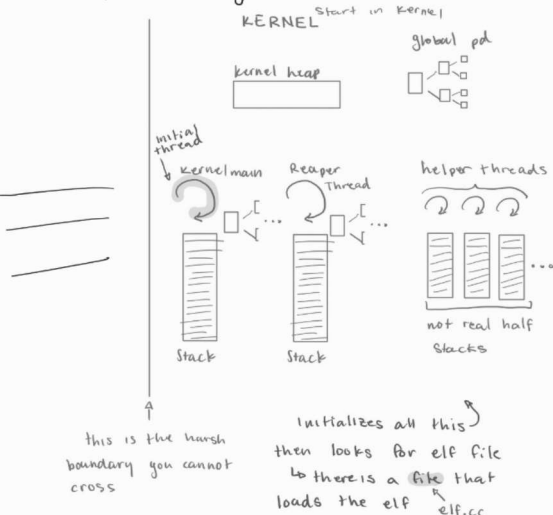 Start in Kernel
KERNEL
global pd
kernel heap
initial
thread
Kernel main
Reaper
Thread
helper threads
...
...
...
Stack
Stack
not real half
stacks
this is the harsh
boundary you cannot
cross
Initializes all this
then looks for elf file
↳ there is a file that
loads the elf
elf.cc